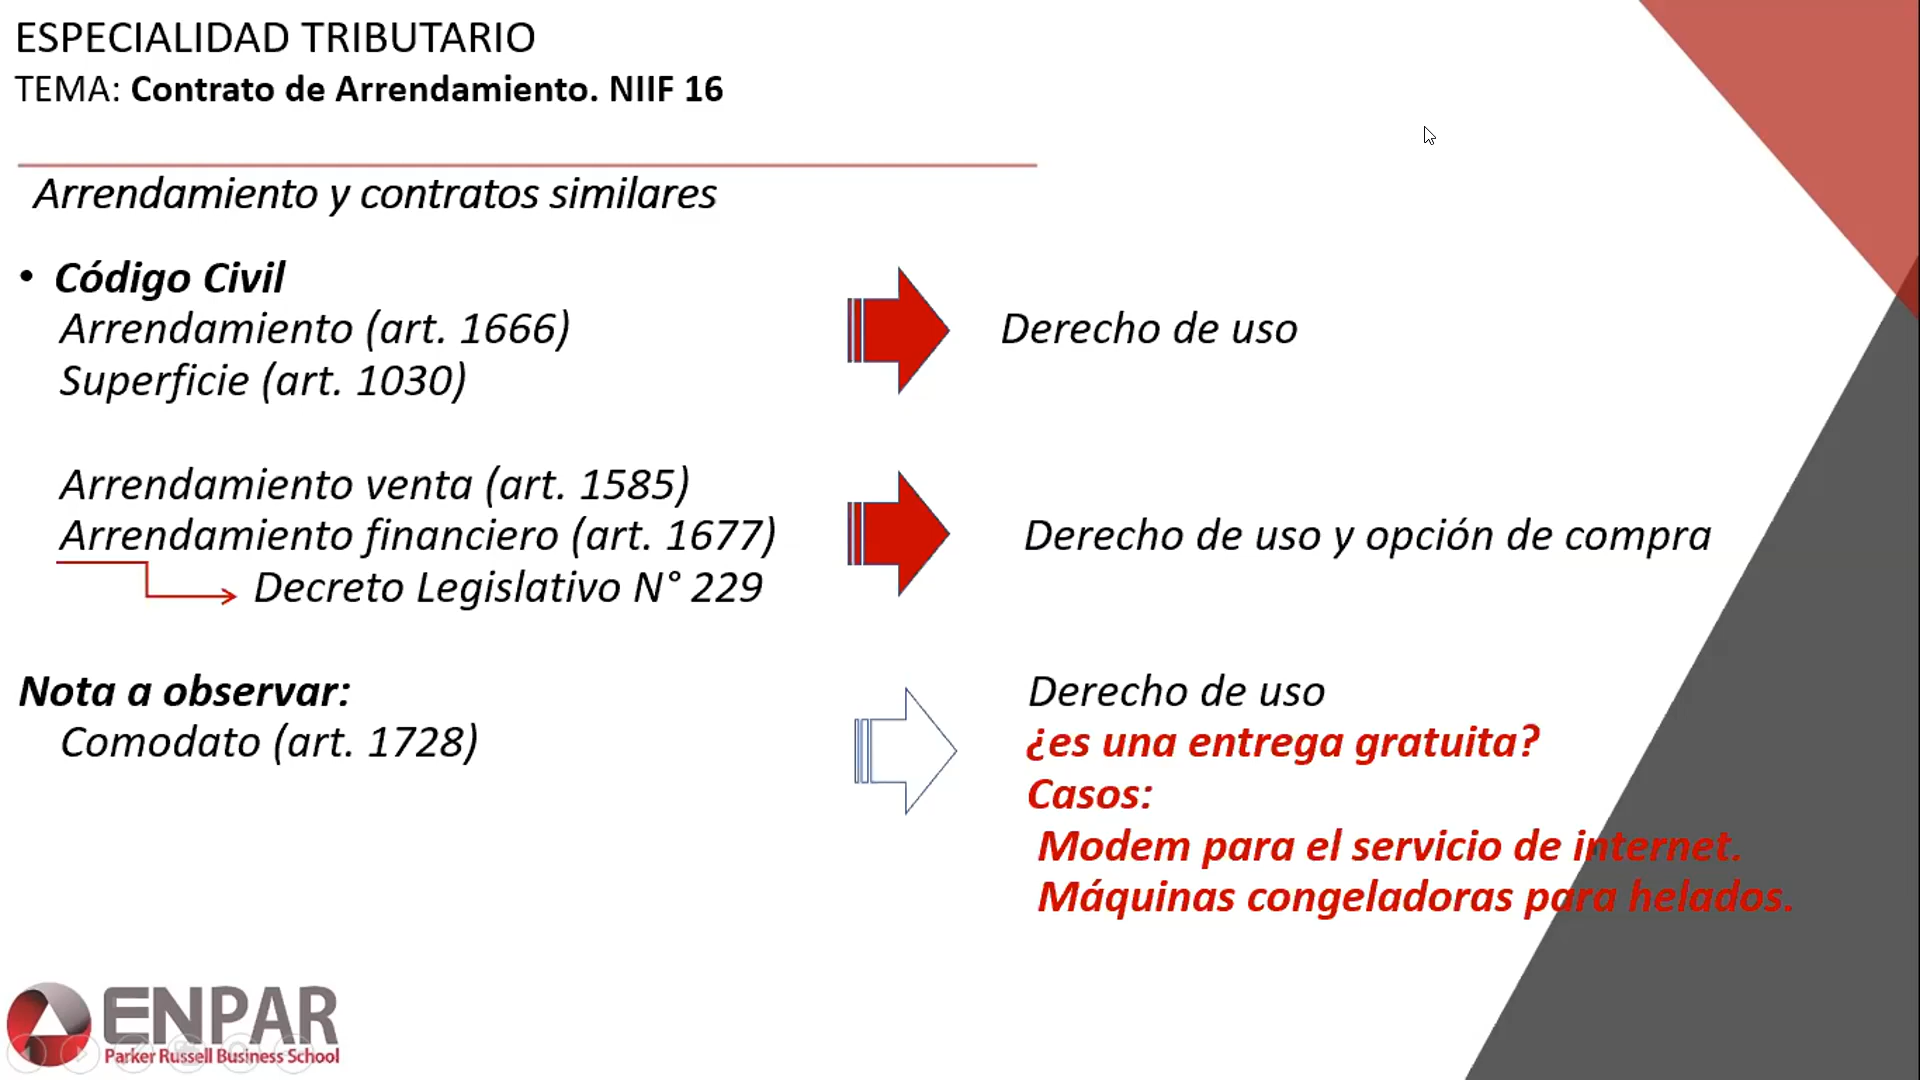 ESPECIALIDAD TRIBUTARIO
TEMA: Contrato de Arrendamiento. NIIF 16
Arrendamiento y contratos similares
• Código Civil
Arrendamiento (art. 1666)
Superficie (art. 1030)
Derecho de uso
Arrendamiento venta (art. 1585)
Arrendamiento financiero (art. 1677)
Decreto Legislativo N° 229
Derecho de uso y opción de compra
Nota a observar:
Comodato (art. 1728)
Derecho de uso
¿es una entrega gratuita?
Casos:
Modem para el servicio de internet.
Máquinas congeladoras para helados.
ENPAR
Parker Russell Business School